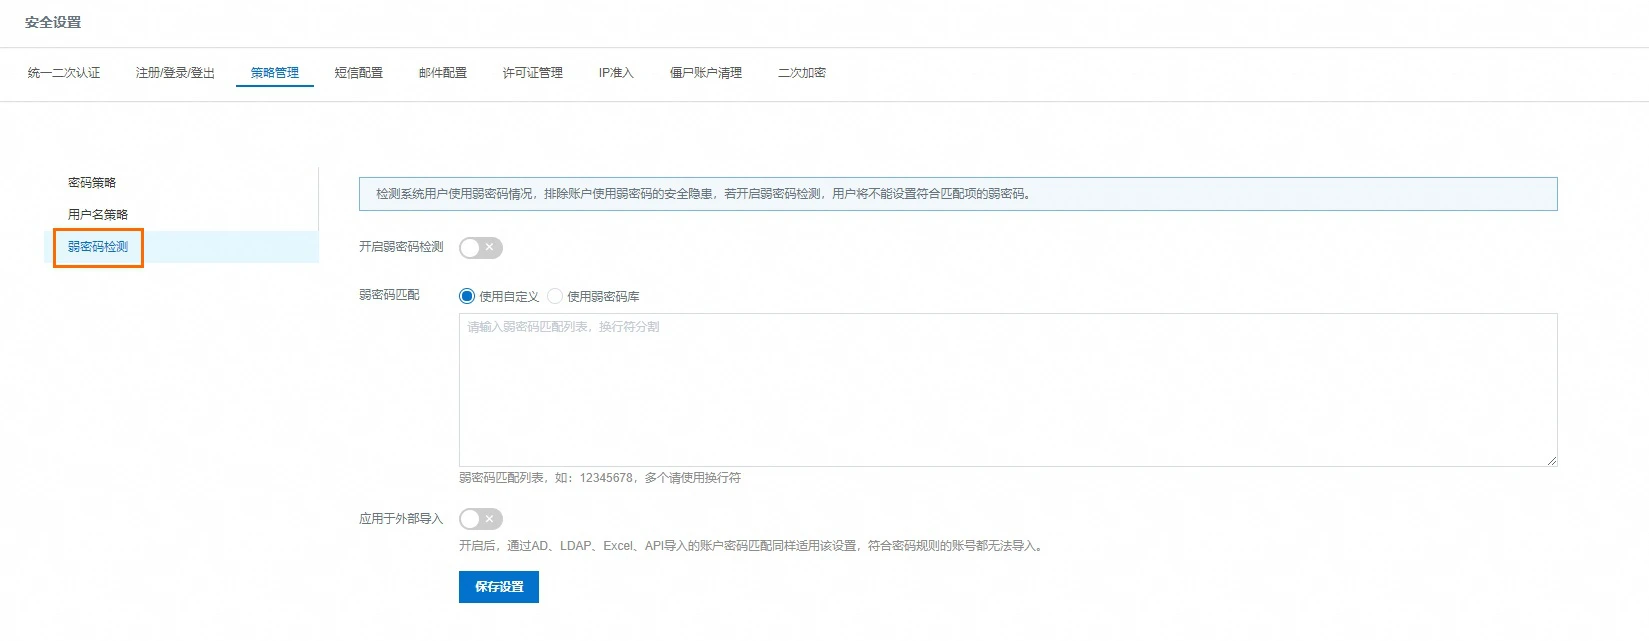 安全设置
统一二次认证 注册/登录/登出 策略管理 短信配置 邮件配置 许可证管理 IP准入 僵尸账户清理 二次加密
密码策略
用户名策略
弱密码检测
检测系统用户使用弱密码情况，排除账户使用弱密码的安全隐患，若开启弱密码检测，用户将不能设置符合匹配项的弱密码。
开启弱密码检测
弱密码匹配 使用自定义 使用弱密码库
请输入弱密码匹配列表，换行符分割
弱密码匹配列表，如：12345678，多个请使用换行符
应用于外部导入
开启后，通过AD、LDAP、Excel、API导入的账户密码匹配同样适用该设置，符合密码规则的账号都无法导入。
保存设置